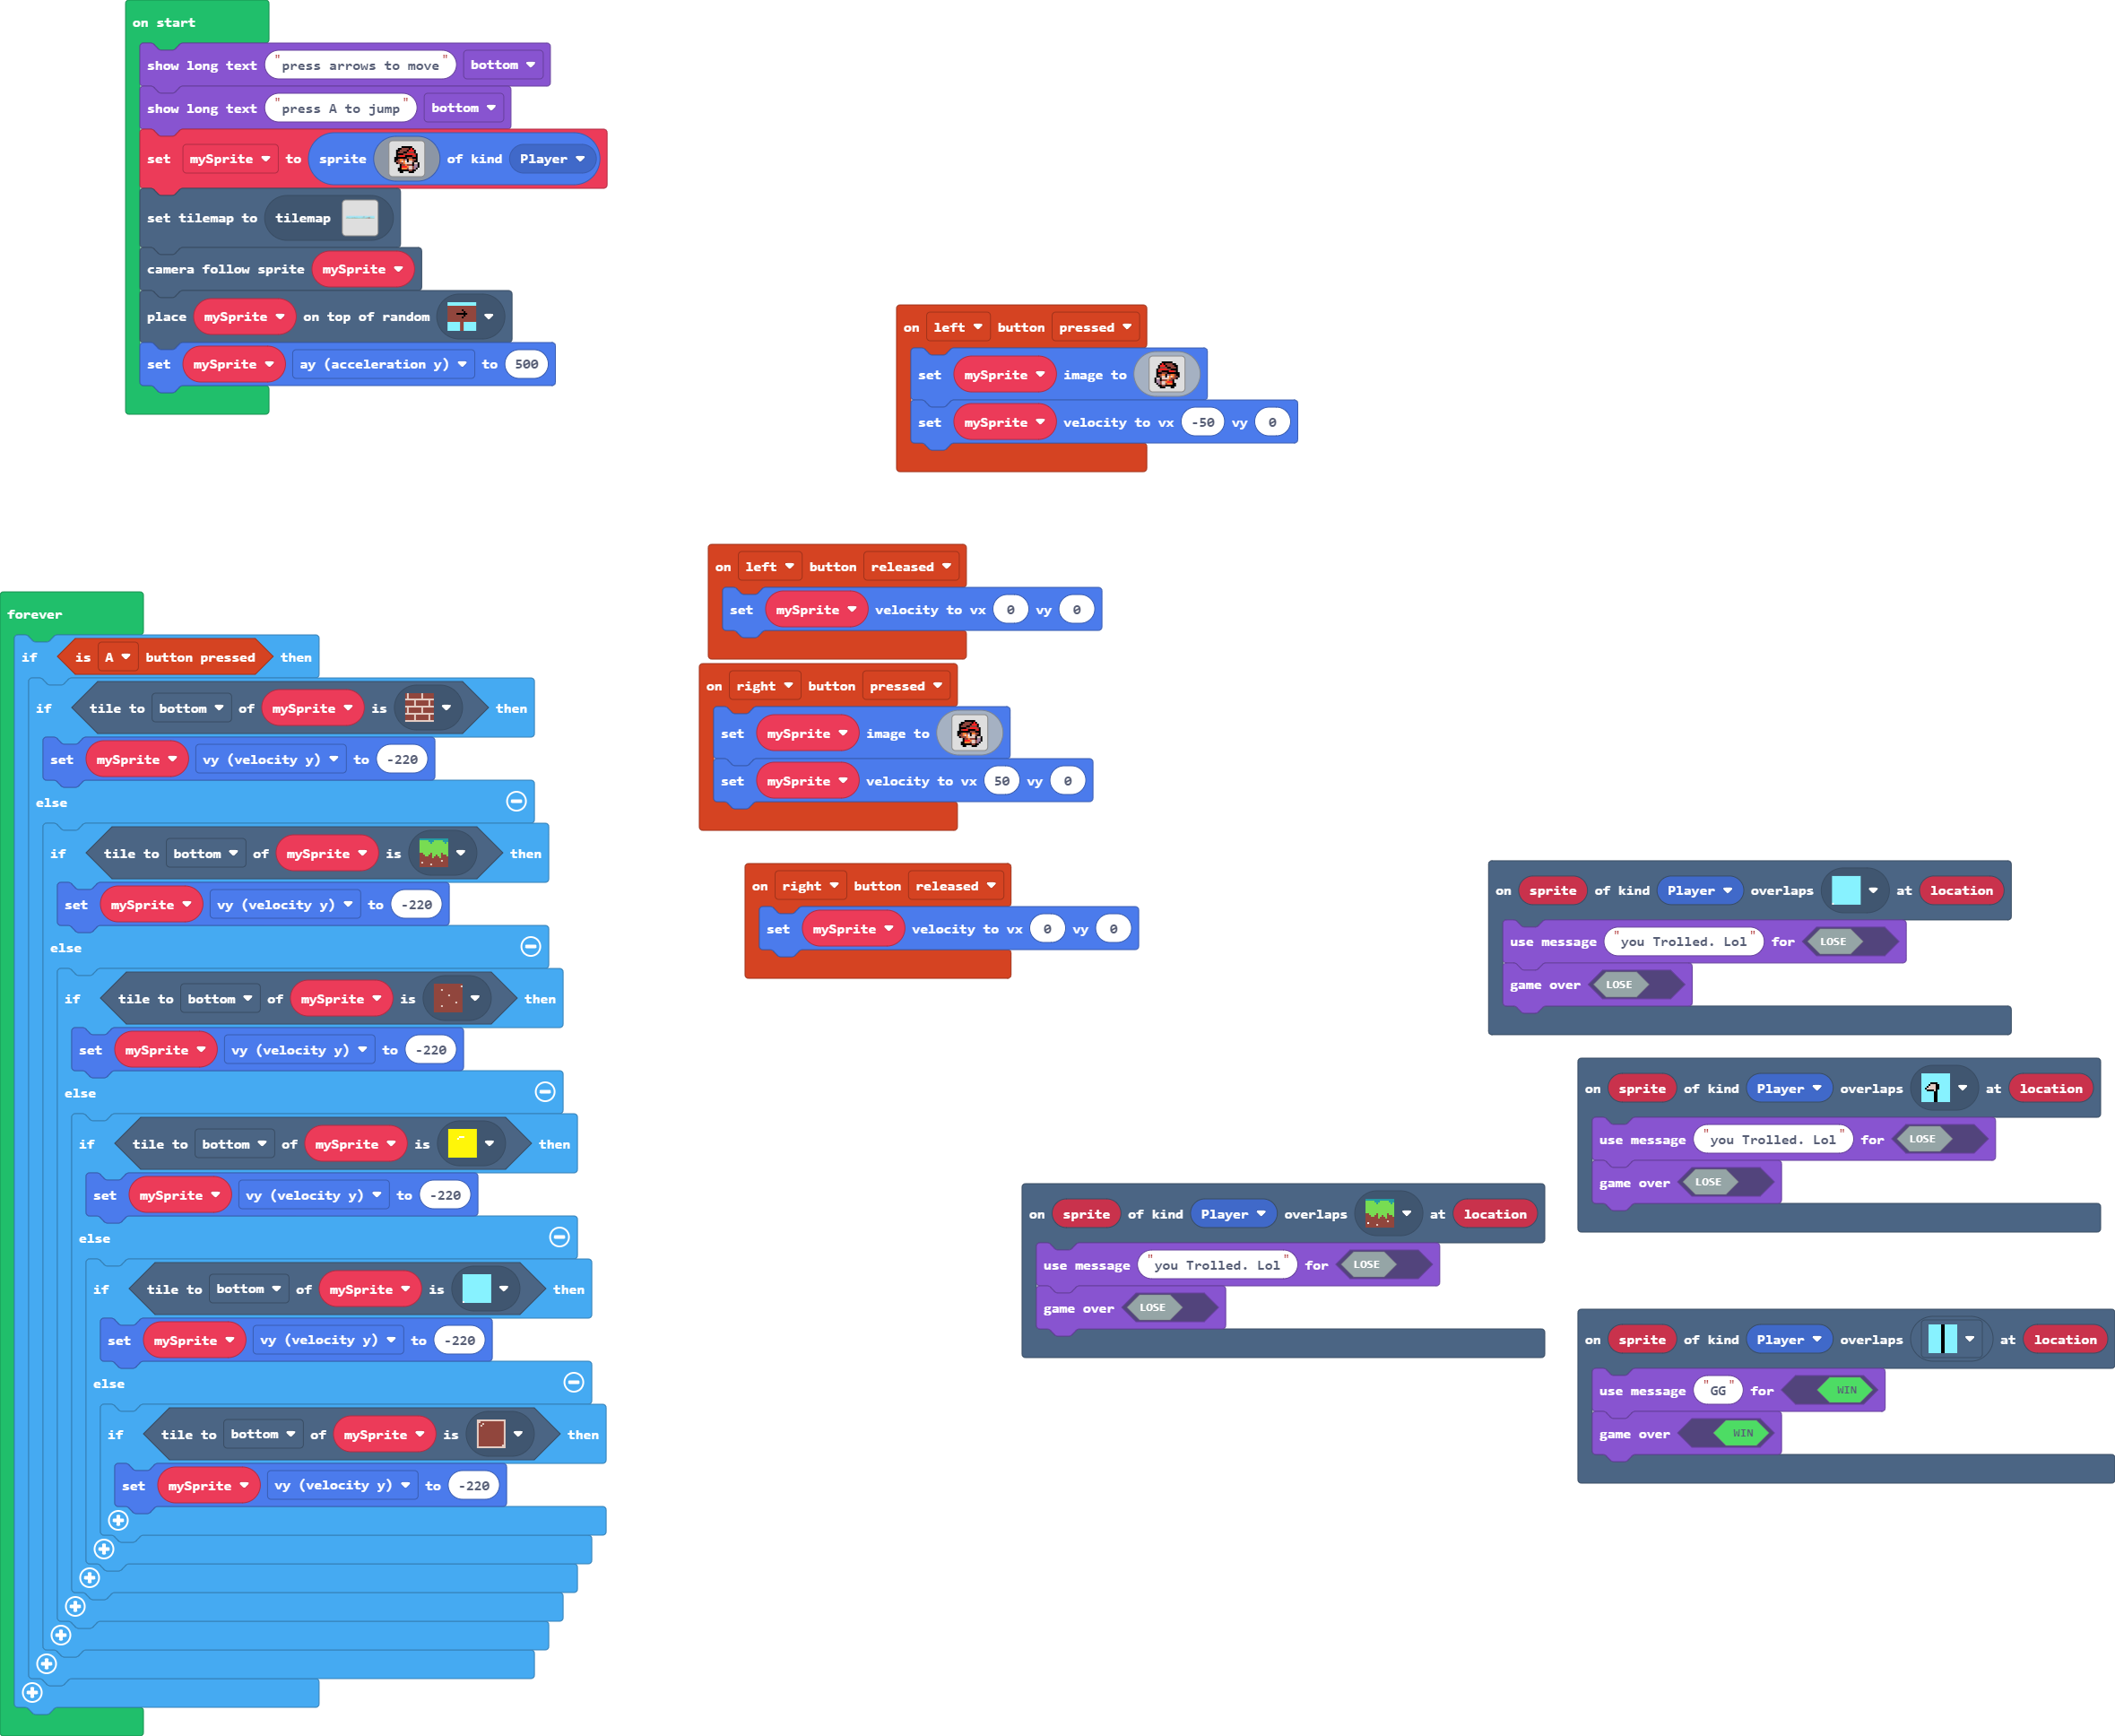 on start
show long text "press arrows to move" bottom
show long text "press A to jump" bottom
set mySprite to sprite of kind Player
set tilemap to tilemap
camera follow sprite mySprite
place mySprite on top of random
set mySprite ay (acceleration y) to 500
on left button pressed
set mySprite image to
set mySprite velocity to vx -50 vy 0
on left button released
set mySprite velocity to vx 0 vy 0
on right button pressed
set mySprite image to
set mySprite velocity to vx 50 vy 0
on right button released
set mySprite velocity to vx 0 vy 0
forever
if is A button pressed then
if tile to bottom of mySprite is then
set mySprite vy (velocity y) to -220
else
if tile to bottom of mySprite is then
set mySprite vy (velocity y) to -220
else
if tile to bottom of mySprite is then
set mySprite vy (velocity y) to -220
else
if tile to bottom of mySprite is then
set mySprite vy (velocity y) to -220
else
if tile to bottom of mySprite is then
set mySprite vy (velocity y) to -220
else
if tile to bottom of mySprite is then
set mySprite vy (velocity y) to -220
on sprite of kind Player overlaps at location
use message "you Trolled. Lol" for LOSE
game over LOSE
on sprite of kind Player overlaps at location
use message "you Trolled. Lol" for LOSE
game over LOSE
on sprite of kind Player overlaps at location
use message "you Trolled. Lol" for LOSE
game over LOSE
on sprite of kind Player overlaps at location
use message "GG" for WIN
game over WIN